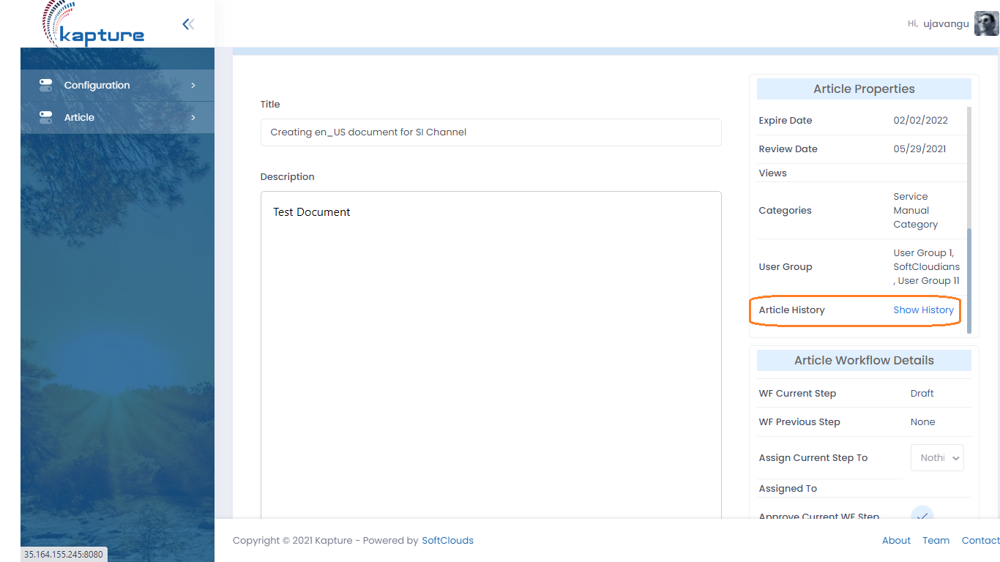 kapture
Hi, ujavangu
Configuration
Article
Title
Creating en_US document for SI Channel
Description
Test Document
Article Properties
Expire Date 02/02/2022
Review Date 05/29/2021
Views
Categories Service
Manual
Category
User Group User Group 1,
SoftCloudians
, User Group 11
Article History Show History
Article Workflow Details
WF Current Step Draft
WF Previous Step None
Assign Current Step To Nothi
Assigned To
Approve Current WF Step
Copyright © 2021 Kapture - Powered by SoftClouds
About Team Contact
35.164.155.245:8080